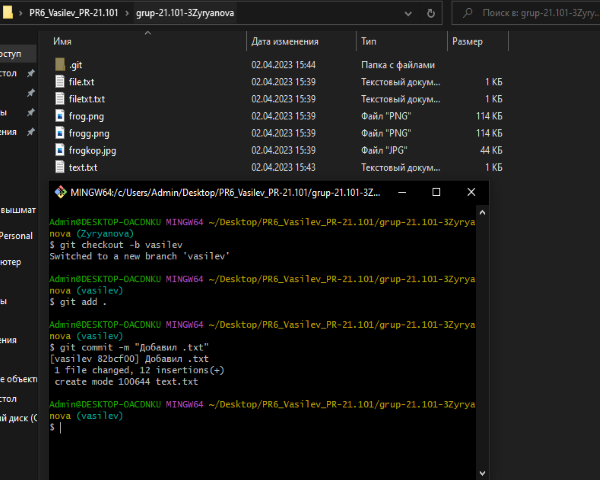 PR6_Vasilev_PR-21.101 › grup-21.101-3Zyryanova
Поиск в: grup-21.101-3Zyry...
Имя Дата изменения Тип Размер
.git 02.04.2023 15:44 Папка с файлами
file.txt 02.04.2023 15:39 Текстовый докум... 1 КБ
filetxt.txt 02.04.2023 15:39 Текстовый докум... 1 КБ
frog.png 02.04.2023 15:39 Файл "PNG" 114 КБ
frogg.png 02.04.2023 15:39 Файл "PNG" 114 КБ
frogkop.jpg 02.04.2023 15:39 Файл "JPG" 44 КБ
text.txt 02.04.2023 15:43 Текстовый докум... 1 КБ
оступ
стол
ы
ения
вышмат
Personal
ютер
ы
ения
е объекты
стол
й диск (C
MINGW64:/c/Users/Admin/Desktop/PR6_Vasilev_PR-21.101/grup-21.101-3Z...
Admin@DESKTOP-OACDNKU MINGW64 ~/Desktop/PR6_Vasilev_PR-21.101/grup-21.101-3Zyrya
nova (Zyryanova)
$ git checkout -b vasilev
Switched to a new branch 'vasilev'
Admin@DESKTOP-OACDNKU MINGW64 ~/Desktop/PR6_Vasilev_PR-21.101/grup-21.101-3Zyrya
nova (vasilev)
$ git add .
Admin@DESKTOP-OACDNKU MINGW64 ~/Desktop/PR6_Vasilev_PR-21.101/grup-21.101-3Zyrya
nova (vasilev)
$ git commit -m "Добавил .txt"
[vasilev 82bcf00] Добавил .txt
1 file changed, 12 insertions(+)
create mode 100644 text.txt
Admin@DESKTOP-OACDNKU MINGW64 ~/Desktop/PR6_Vasilev_PR-21.101/grup-21.101-3Zyrya
nova (vasilev)
$